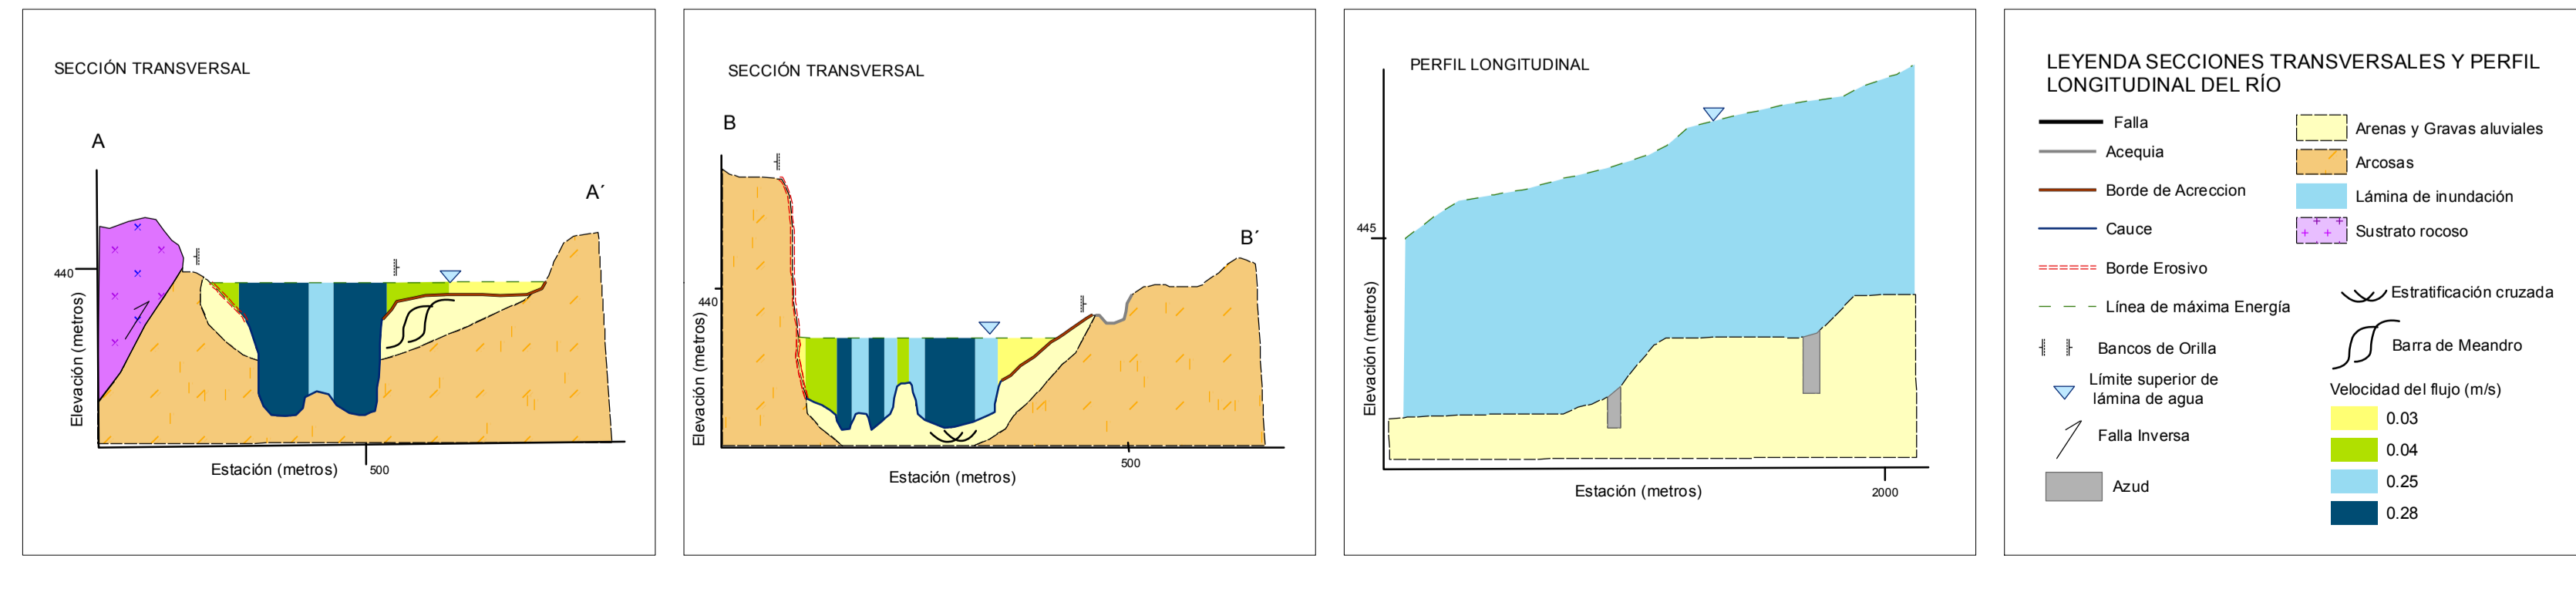 SECCIÓN TRANSVERSAL
A
A´
440
Elevación (metros)
Estación (metros)
500
SECCIÓN TRANSVERSAL
B
B´
440
Elevación (metros)
500
Estación (metros)
PERFIL LONGITUDINAL
445
Elevación (metros)
Estación (metros)
2000
LEYENDA SECCIONES TRANSVERSALES Y PERFIL
LONGITUDINAL DEL RÍO
Falla
Acequia
Borde de Acreccion
Cauce
Borde Erosivo
Línea de máxima Energía
Bancos de Orilla
Límite superior de
lámina de agua
Falla Inversa
Azud
Arenas y Gravas aluviales
Arcosas
Lámina de inundación
Sustrato rocoso
Estratificación cruzada
Barra de Meandro
Velocidad del flujo (m/s)
0.03
0.04
0.25
0.28